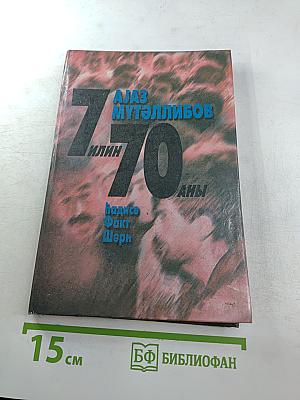 АЈАЗ
МҮТӘЛЛИБОВ
7 илин
70 аны
Һадисә
Факт
Шәрһ
15 см
БФ БИБЛИОФАН